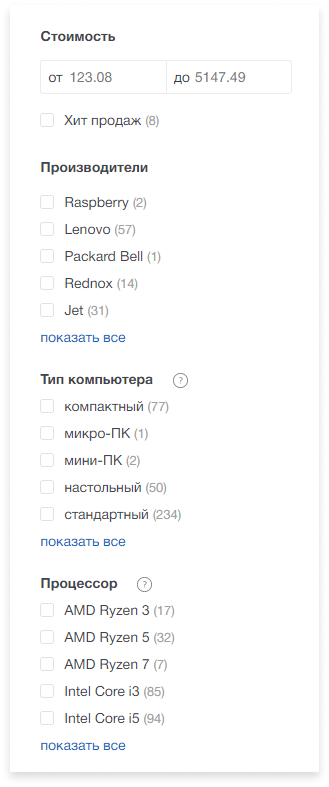 Стоимость
от 123.08 до 5147.49
Хит продаж (8)
Производители
Raspberry (2)
Lenovo (57)
Packard Bell (1)
Rednox (14)
Jet (31)
показать все
Тип компьютера ?
компактный (77)
микро-ПК (1)
мини-ПК (2)
настольный (50)
стандартный (234)
показать все
Процессор ?
AMD Ryzen 3 (17)
AMD Ryzen 5 (32)
AMD Ryzen 7 (7)
Intel Core i3 (85)
Intel Core i5 (94)
показать все